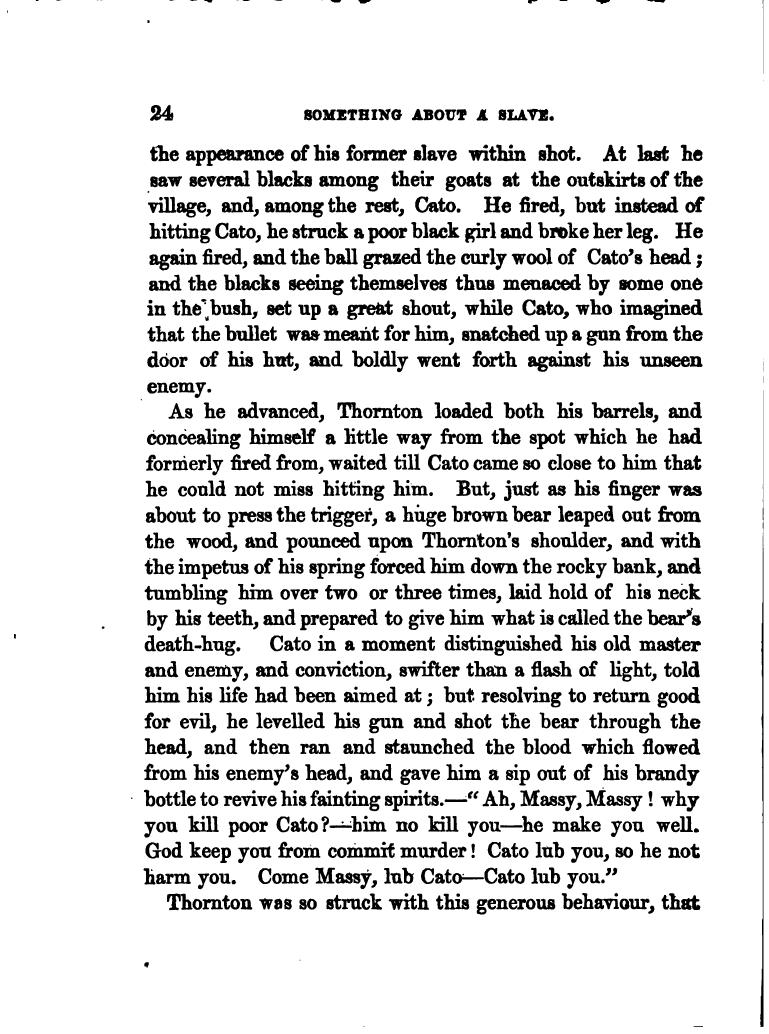 24 SOMETHING ABOUT A SLAVE.
the appearance of his former slave within shot. At last he
saw several blacks among their goats at the outskirts of the
village, and, among the rest, Cato. He fired, but instead of
hitting Cato, he struck a poor black girl and broke her leg. He
again fired, and the ball grazed the curly wool of Cato's head;
and the blacks seeing themselves thus menaced by some one
in the bush, set up a great shout, while Cato, who imagined
that the bullet was meant for him, snatched up a gun from the
door of his hut, and boldly went forth against his unseen
enemy.
As he advanced, Thornton loaded both his barrels, and
concealing himself a little way from the spot which he had
formerly fired from, waited till Cato came so close to him that
he could not miss hitting him. But, just as his finger was
about to press the trigger, a huge brown bear leaped out from
the wood, and pounced upon Thornton's shoulder, and with
the impetus of his spring forced him down the rocky bank, and
tumbling him over two or three times, laid hold of his neck
by his teeth, and prepared to give him what is called the bear's
death-hug. Cato in a moment distinguished his old master
and enemy, and conviction, swifter than a flash of light, told
him his life had been aimed at; but resolving to return good
for evil, he levelled his gun and shot the bear through the
head, and then ran and staunched the blood which flowed
from his enemy's head, and gave him a sip out of his brandy
bottle to revive his fainting spirits.—"Ah, Massy, Massy! why
you kill poor Cato?—him no kill you—he make you well.
God keep you from commit murder! Cato lub you, so he not
harm you. Come Massy, lub Cato—Cato lub you."
Thornton was so struck with this generous behaviour, that